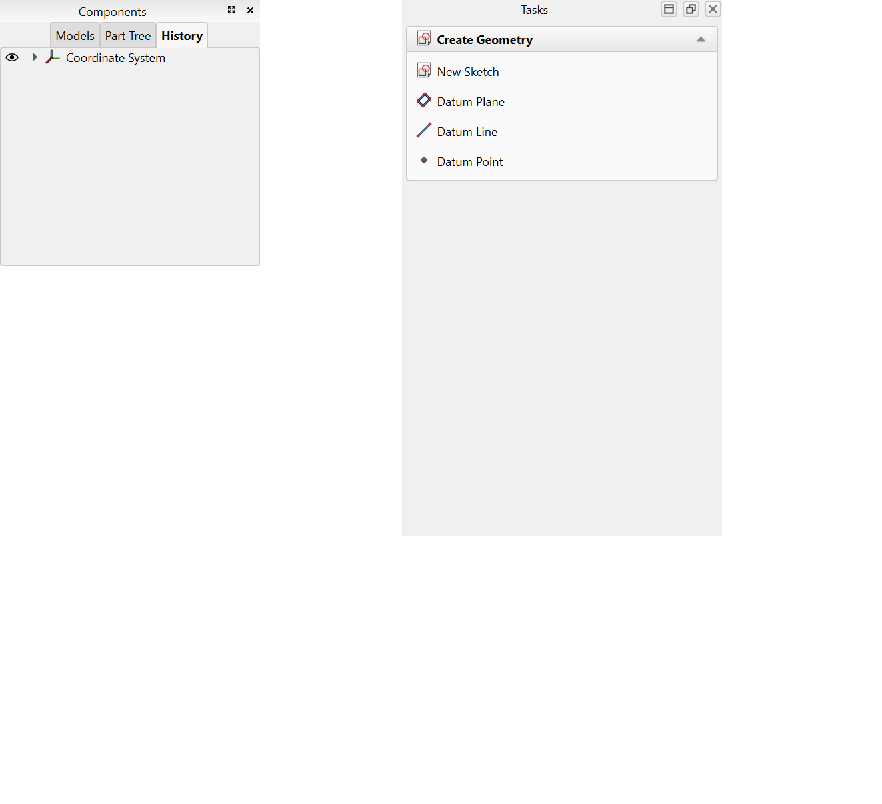 Components
Models Part Tree History
Coordinate System
Tasks
Create Geometry
New Sketch
Datum Plane
Datum Line
Datum Point